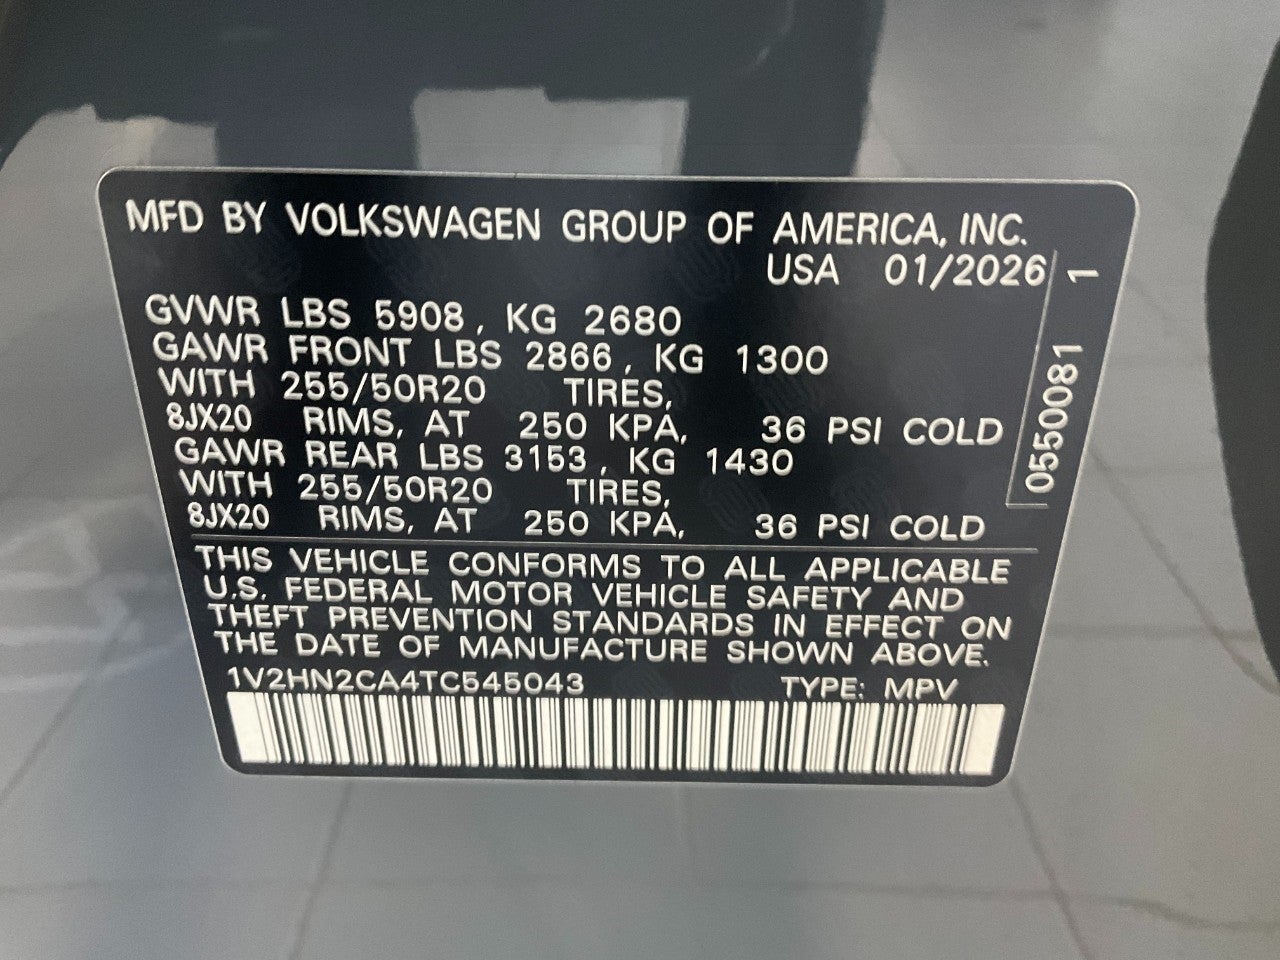 MFD BY VOLKSWAGEN GROUP OF AMERICA, INC.
USA 01/2026
GVWR LBS 5908, KG 2680
GAWR FRONT LBS 2866, KG 1300
WITH 255/50R20 TIRES,
8JX20 RIMS, AT 250 KPA, 36 PSI COLD
GAWR REAR LBS 3153, KG 1430
WITH 255/50R20 TIRES,
8JX20 RIMS, AT 250 KPA, 36 PSI COLD
THIS VEHICLE CONFORMS TO ALL APPLICABLE
U.S. FEDERAL MOTOR VEHICLE SAFETY AND
THEFT PREVENTION STANDARDS IN EFFECT ON
THE DATE OF MANUFACTURE SHOWN ABOVE.
1V2HN2CA4TC545043 TYPE: MPV
0550081 1